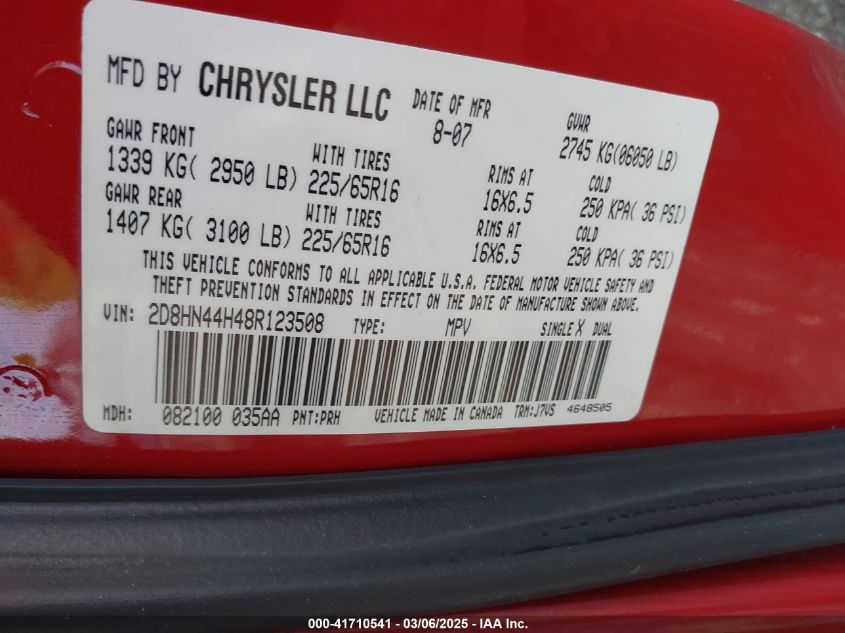 MFD BY CHRYSLER LLC DATE OF MFR GVWR
8-07 2745 KG(06050 LB)
GAWR FRONT WITH TIRES RIMS AT COLD
1339 KG( 2950 LB) 225/65R16 16X6.5 250 KPA( 36 PSI)
GAWR REAR WITH TIRES RIMS AT COLD
1407 KG( 3100 LB) 225/65R16 16X6.5 250 KPA( 36 PSI)
THIS VEHICLE CONFORMS TO ALL APPLICABLE U.S.A. FEDERAL MOTOR VEHICLE SAFETY AND
THEFT PREVENTION STANDARDS IN EFFECT ON THE DATE OF MANUFACTURE SHOWN ABOVE.
VIN: 2D8HN44H48R123508 TYPE: MPV SINGLE X DUAL
MDH: 082100 035AA PNT:PRH VEHICLE MADE IN CANADA TRM:J7VS 4648505
000-41710541 - 03/06/2025 - IAA Inc.